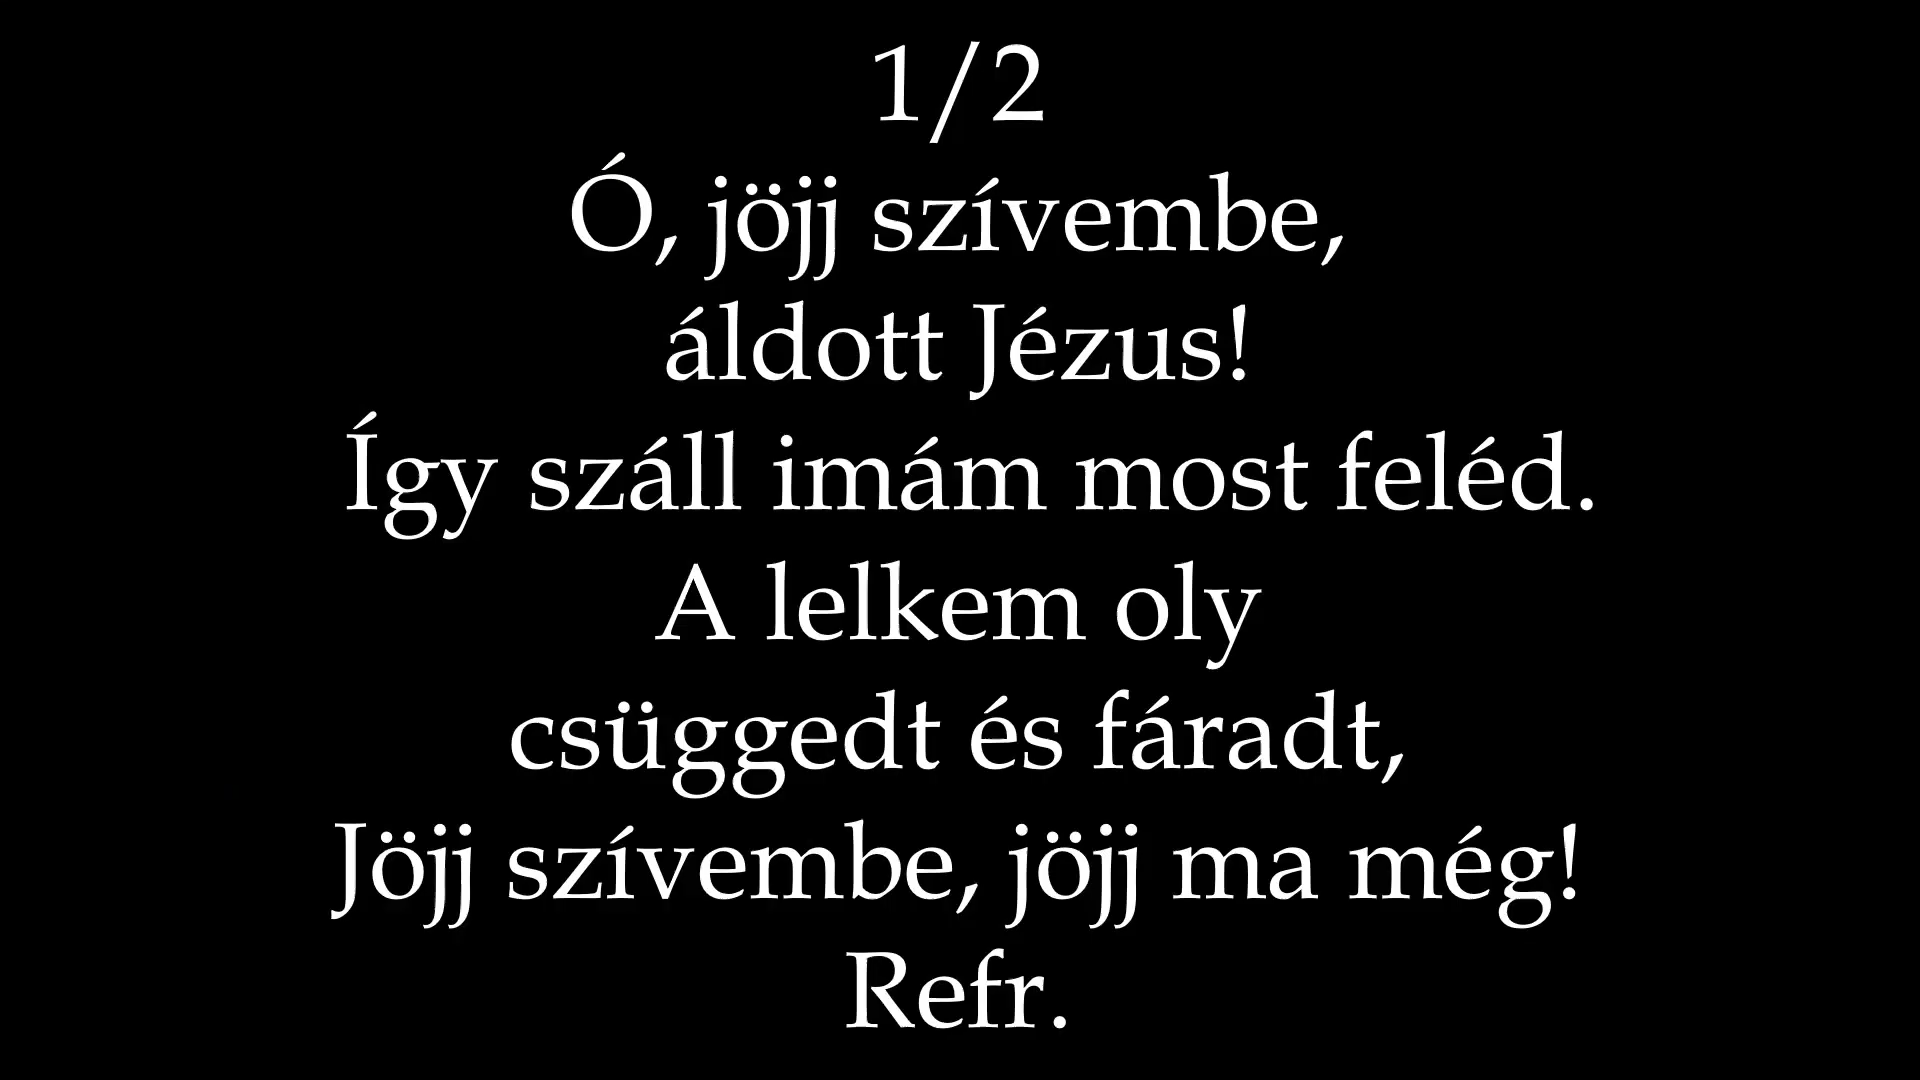 1/2
Ó, jöjj szívembe,
áldott Jézus!
Így száll imám most feléd.
A lelkem oly
csüggedt és fáradt,
Jöjj szívembe, jöjj ma még!
Refr.